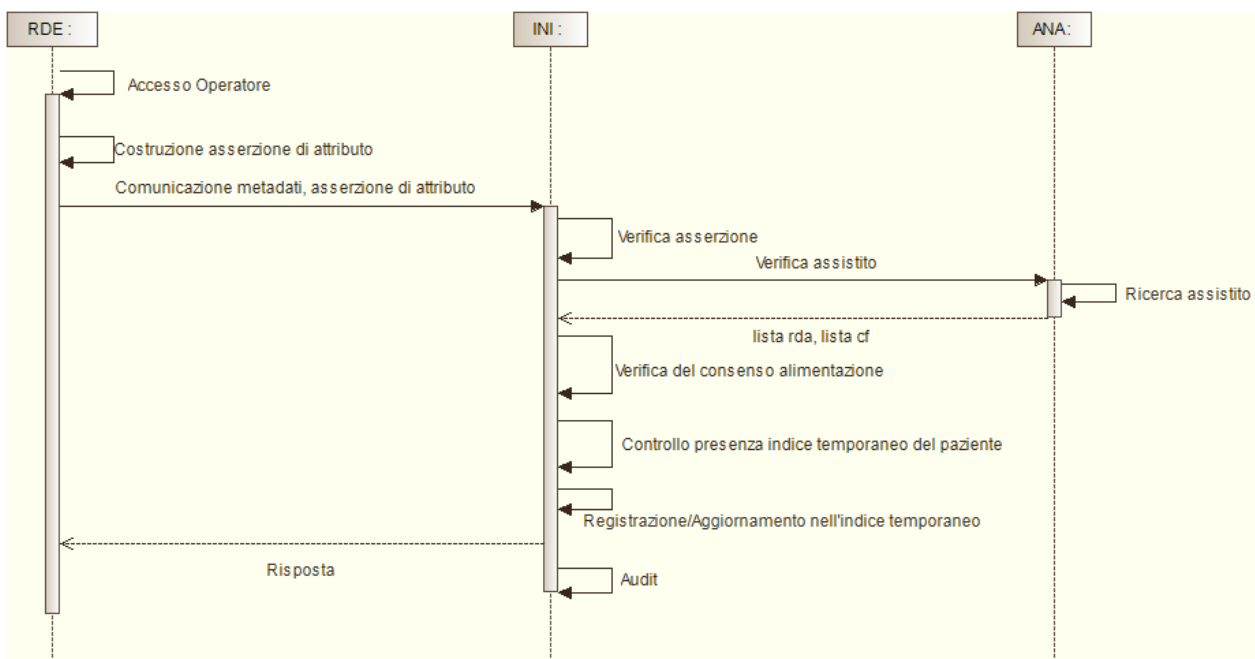 RDE :
INI :
ANA:
Accesso Operatore
Costruzione asserzione di attributo
Comunicazione metadati, asserzione di attributo
Verifica asserzione
Verifica assistito
Ricerca assistito
lista rda, lista cf
Verifica del consenso alimentazione
Controllo presenza indice temporaneo del paziente
Registrazione/Aggiornamento nell'indice temporaneo
Risposta
Audit